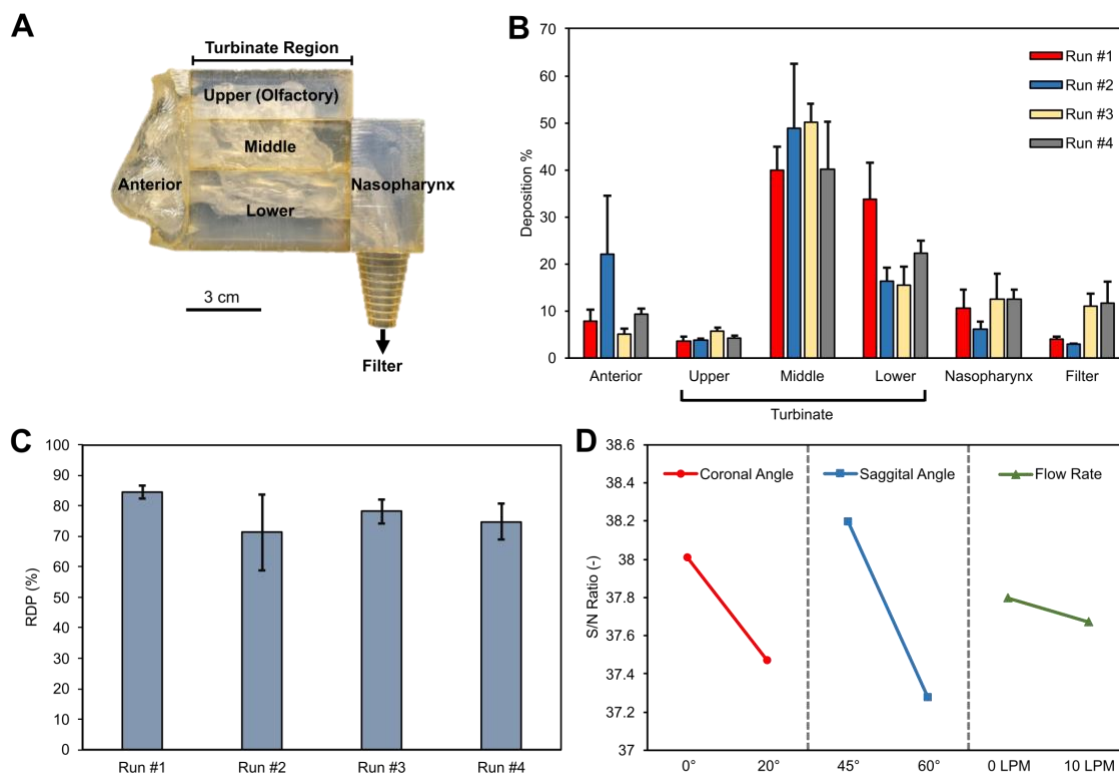 A
Turbinate Region
Upper (Olfactory)
Middle
Anterior
Nasopharynx
Lower
3 cm
Filter
B
70
60
50
40
30
20
10
0
Deposition %
Run #1
Run #2
Run #3
Run #4
Anterior Upper Middle Lower Nasopharynx Filter
Turbinate
C
100
90
80
70
60
50
40
30
20
10
0
RDP (%)
Run #1 Run #2 Run #3 Run #4
D
38.6
38.4
38.2
38
37.8
37.6
37.4
37.2
37
S/N Ratio (-)
Coronal Angle Saggital Angle Flow Rate
0° 20° 45° 60° 0 LPM 10 LPM